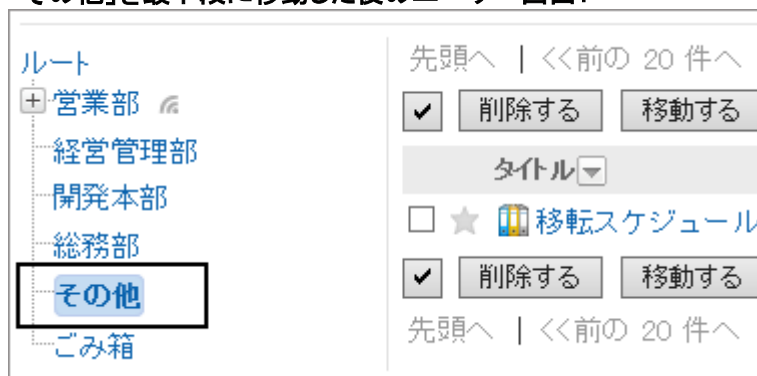 その他」を最下段に移動した後のユーザー画面：
ルート
営業部
経営管理部
開発本部
総務部
その他
ごみ箱
先頭へ | <<前の 20 件へ
削除する 移動する
タイトル
移転スケジュール
削除する 移動する
先頭へ | <<前の 20 件へ